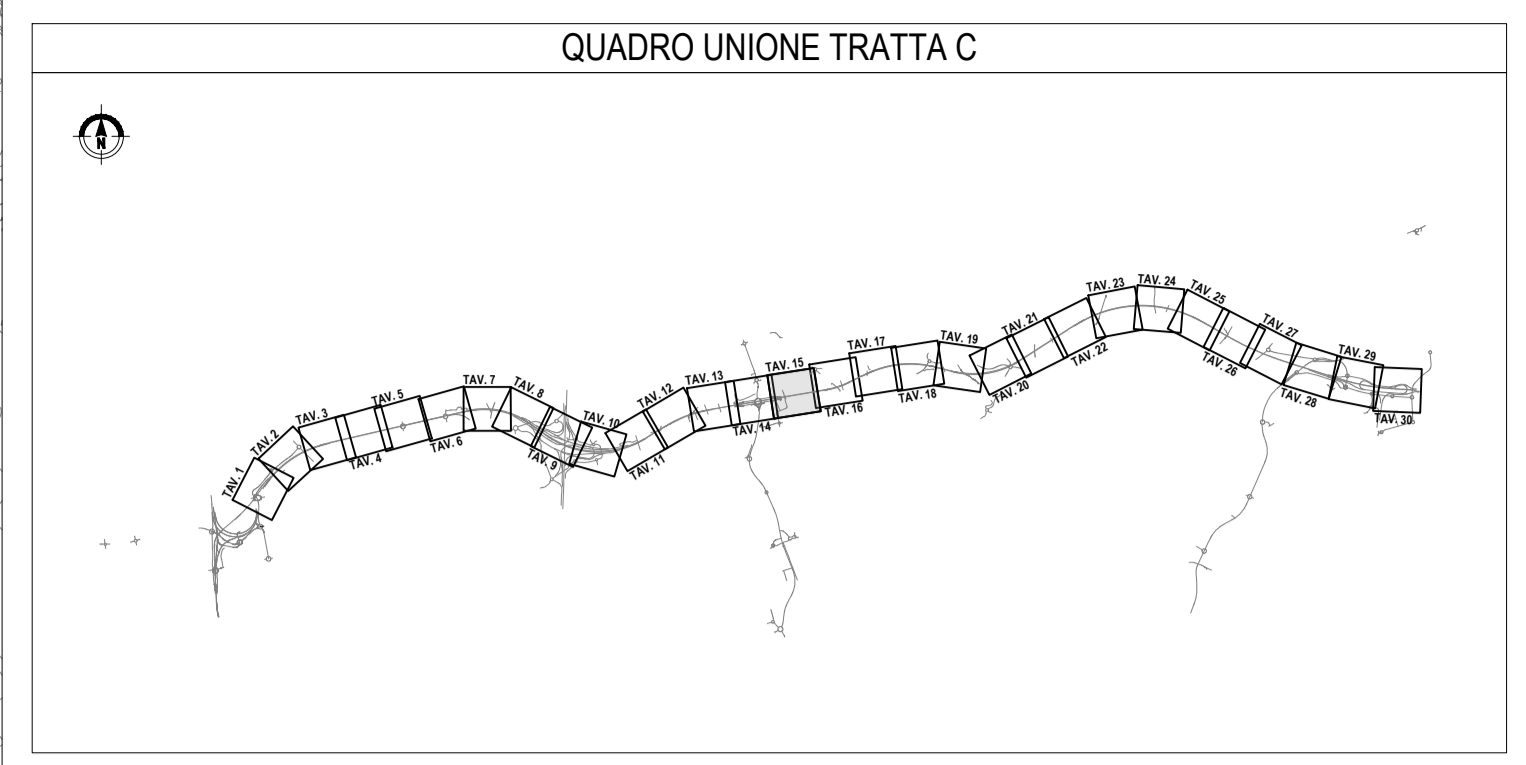 QUADRO UNIONE TRATTA C
N
TAV. 1
TAV. 2
TAV. 3
TAV. 4
TAV. 5
TAV. 6
TAV. 7
TAV. 8
TAV. 9
TAV. 10
TAV. 11
TAV. 12
TAV. 13
TAV. 14
TAV. 15
TAV. 16
TAV. 17
TAV. 18
TAV. 19
TAV. 20
TAV. 21
TAV. 22
TAV. 23
TAV. 24
TAV. 25
TAV. 26
TAV. 27
TAV. 28
TAV. 29
TAV. 30